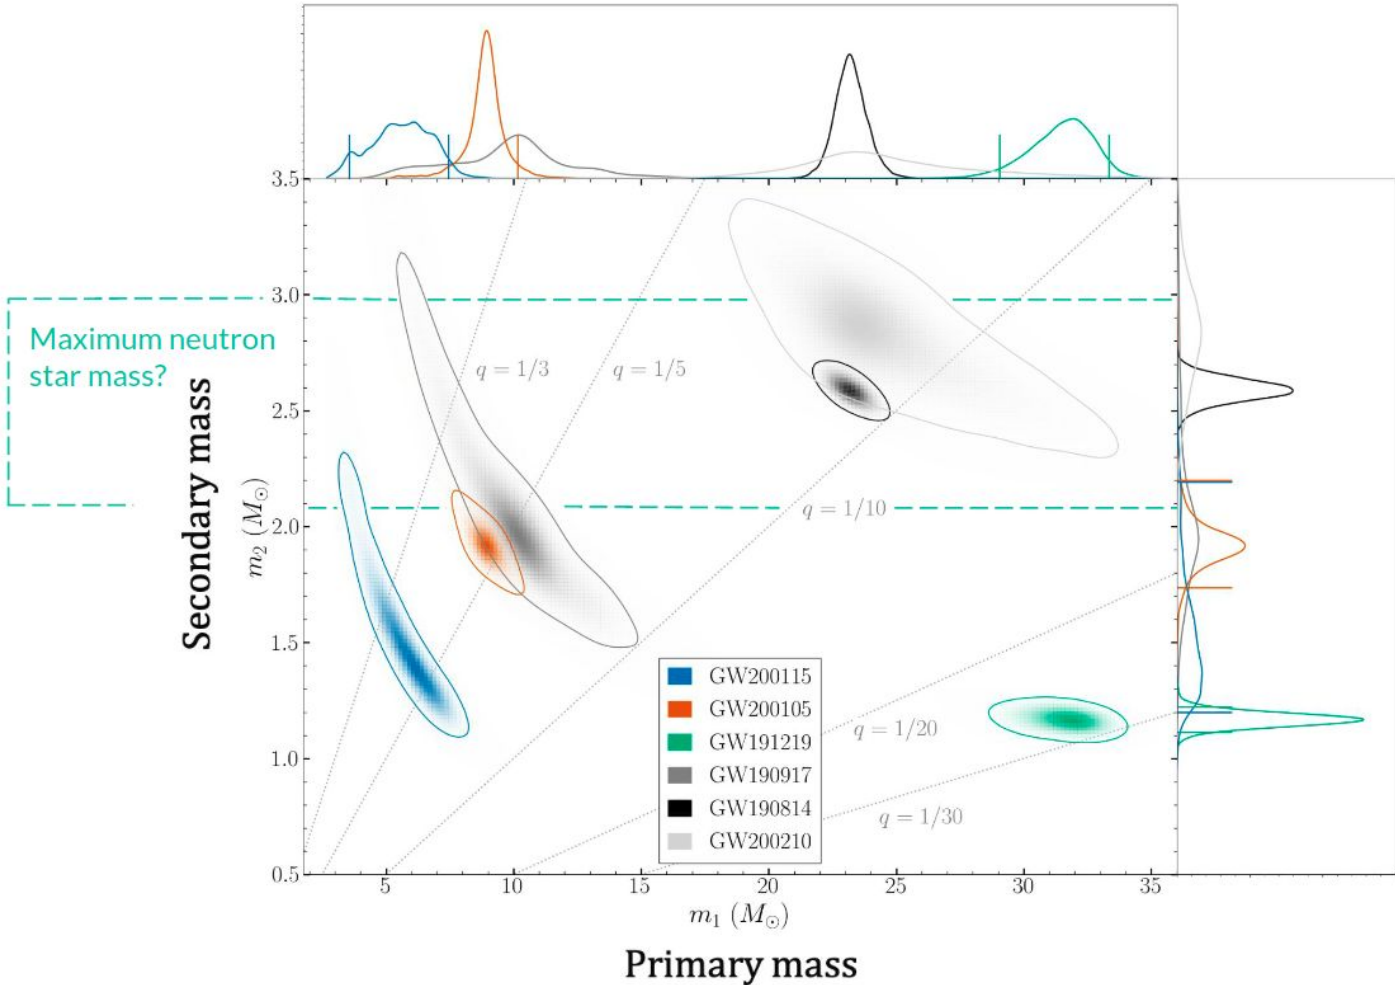 3.5
3.0
Maximum neutron
star mass?
q = 1/3
q = 1/5
Secondary mass
m₂ (M⊙)
2.5
q = 1/10
2.0
1.5
GW200115
GW200105
GW191219
GW190917
GW190814
GW200210
q = 1/20
1.0
q = 1/30
0.5
5
10
15
20
25
30
35
m₁ (M⊙)
Primary mass